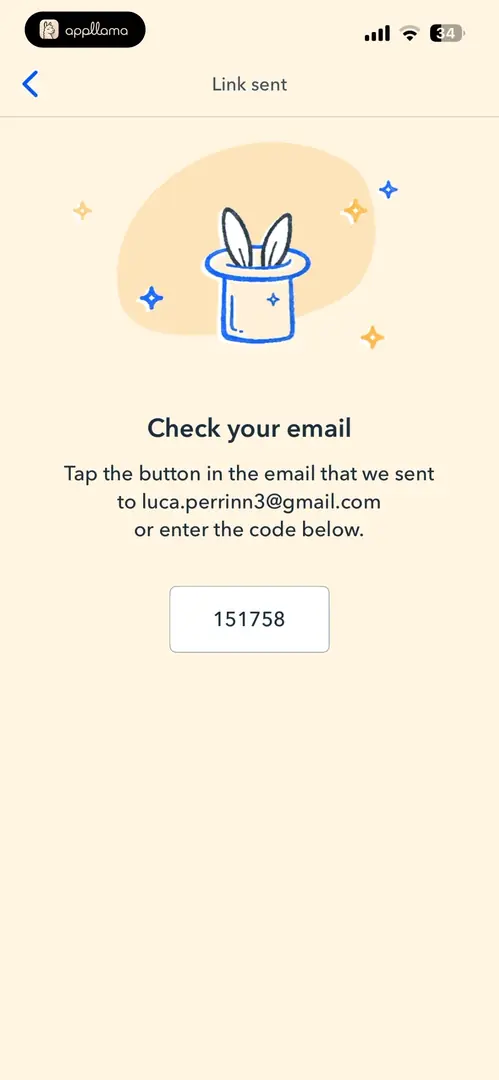 appllama
34
Link sent
Check your email
Tap the button in the email that we sent
to luca.perrinn3@gmail.com
or enter the code below.
151758